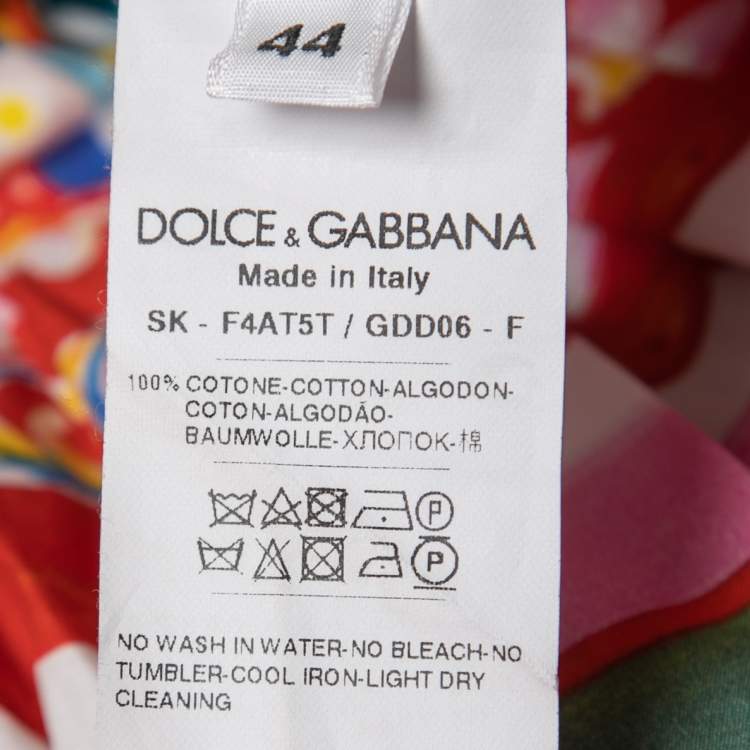 44
DOLCE & GABBANA
Made in Italy
SK - F4AT5T / GDD06 - F
100% COTONE-COTTON-ALGODON-
COTON-ALGODÃO-
BAUMWOLLE-ХЛОПОК-棉
P
P
NO WASH IN WATER-NO BLEACH-NO
TUMBLER-COOL IRON-LIGHT DRY
CLEANING